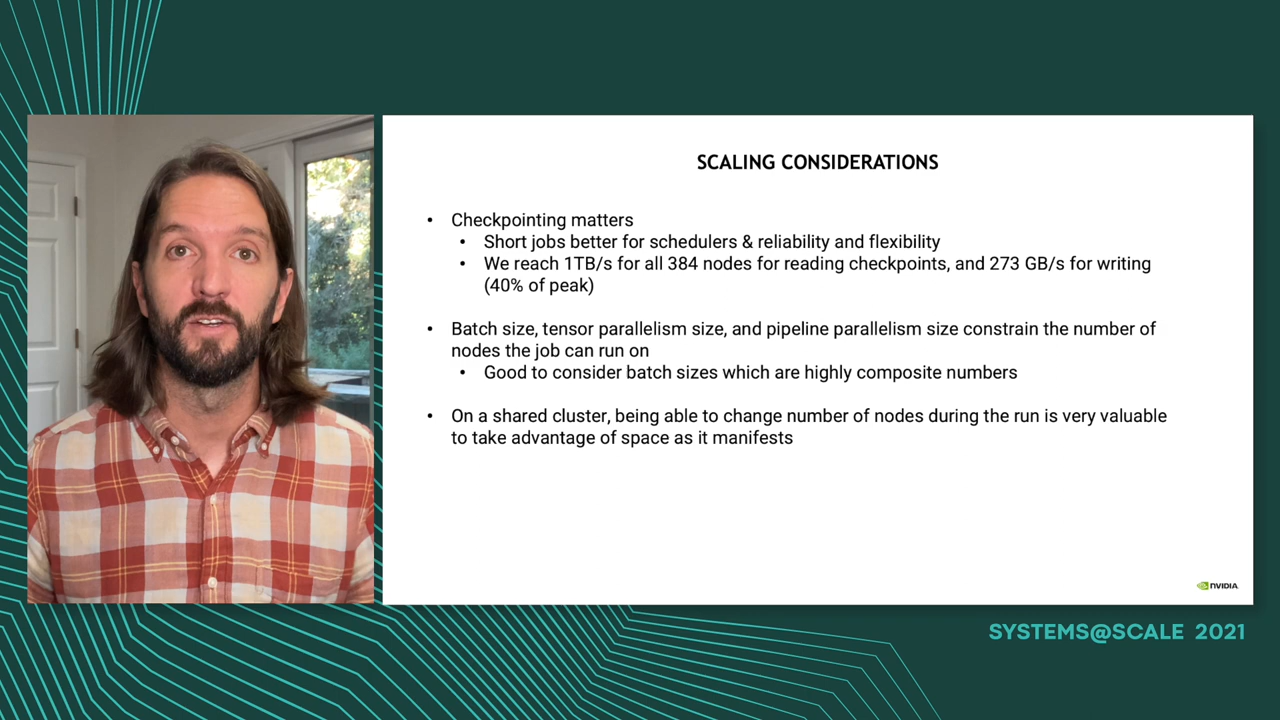 SCALING CONSIDERATIONS
• Checkpointing matters
• Short jobs better for schedulers & reliability and flexibility
• We reach 1TB/s for all 384 nodes for reading checkpoints, and 273 GB/s for writing
(40% of peak)
• Batch size, tensor parallelism size, and pipeline parallelism size constrain the number of
nodes the job can run on
• Good to consider batch sizes which are highly composite numbers
• On a shared cluster, being able to change number of nodes during the run is very valuable
to take advantage of space as it manifests
NVIDIA
SYSTEMS@SCALE 2021